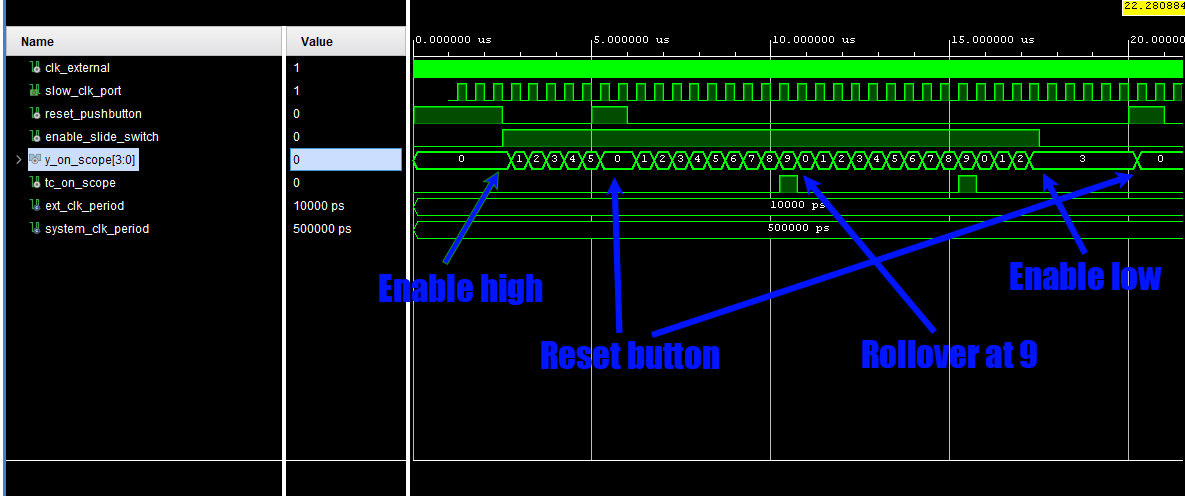 22.280884
Name Value
0.000000 us 5.000000 us 10.000000 us 15.000000 us 20.00000
clk_external 1
slow_clk_port 1
reset_pushbutton 0
enable_slide_switch 0
y_on_scope[3:0] 0 0 1 2 3 4 5 0 1 2 3 4 5 6 7 8 9 0 1 2 3 4 5 6 7 8 9 0 1 2 3 0
tc_on_scope 0
ext_clk_period 10000 ps 10000 ps
system_clk_period 500000 ps 500000 ps
Enable high
Enable low
Reset button
Rollover at 9